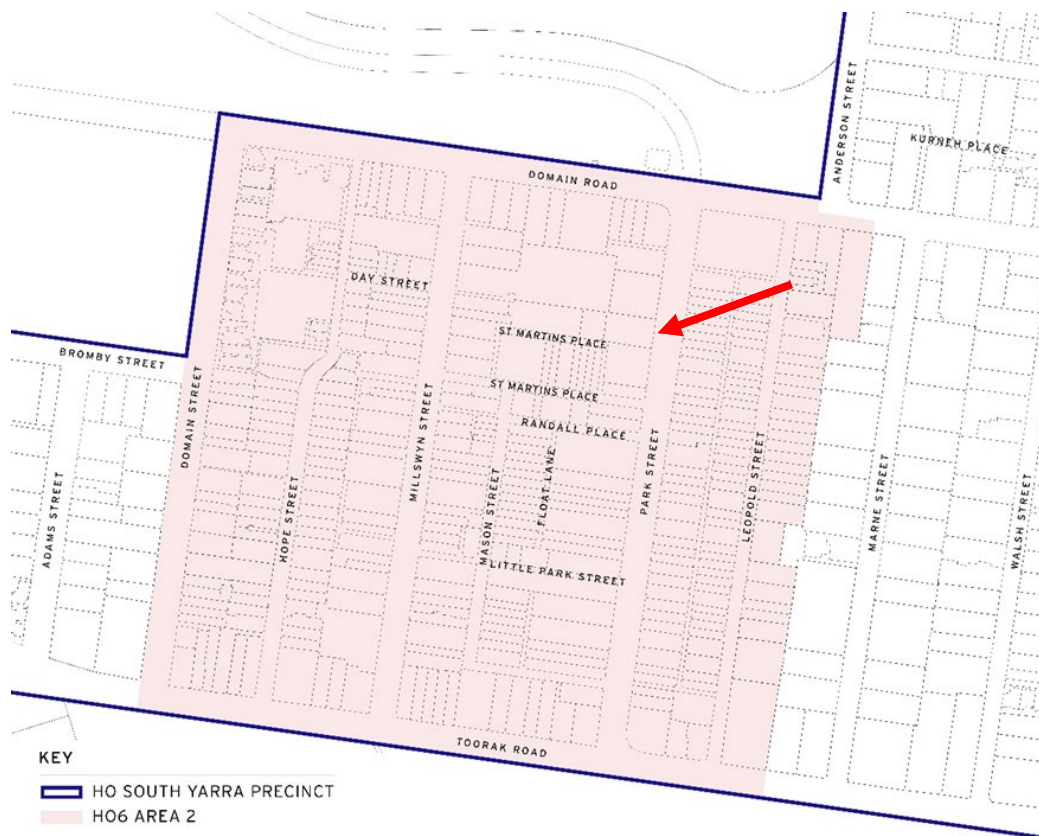 ANDERSON STREET
KURNEH PLACE
DOMAIN ROAD
DAY STREET
ST MARTINS PLACE
BROMBY STREET
ST MARTINS PLACE
RANDALL PLACE
DOMAIN STREET
MILLSWYN STREET
PARK STREET
LEOPOLD STREET
FLOAT LANE
MASON STREET
HOPE STREET
ADAMS STREET
MARNE STREET
WALSH STREET
LITTLE PARK STREET
TOORAK ROAD
KEY
HO SOUTH YARRA PRECINCT
HO6 AREA 2